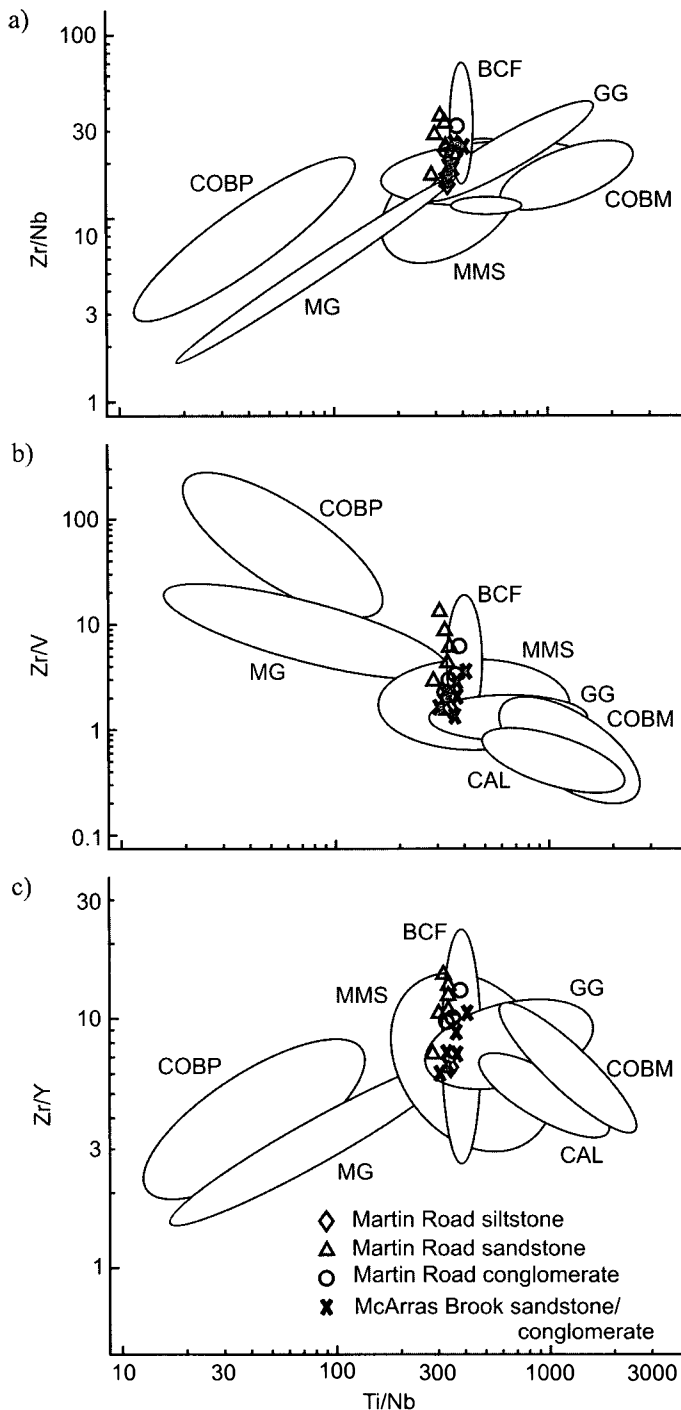 a)
100
30
10
3
1
Zr/Nb
BCF
GG
COBP
COBM
MMS
MG
b)
100
10
1
0.1
Zr/V
COBP
BCF
MMS
MG
GG
COBM
CAL
c)
30
10
3
1
Zr/Y
BCF
MMS
GG
COBP
COBM
CAL
MG
Martin Road siltstone
Martin Road sandstone
Martin Road conglomerate
McArras Brook sandstone/
conglomerate
10 30 100 300 1000 3000
Ti/Nb